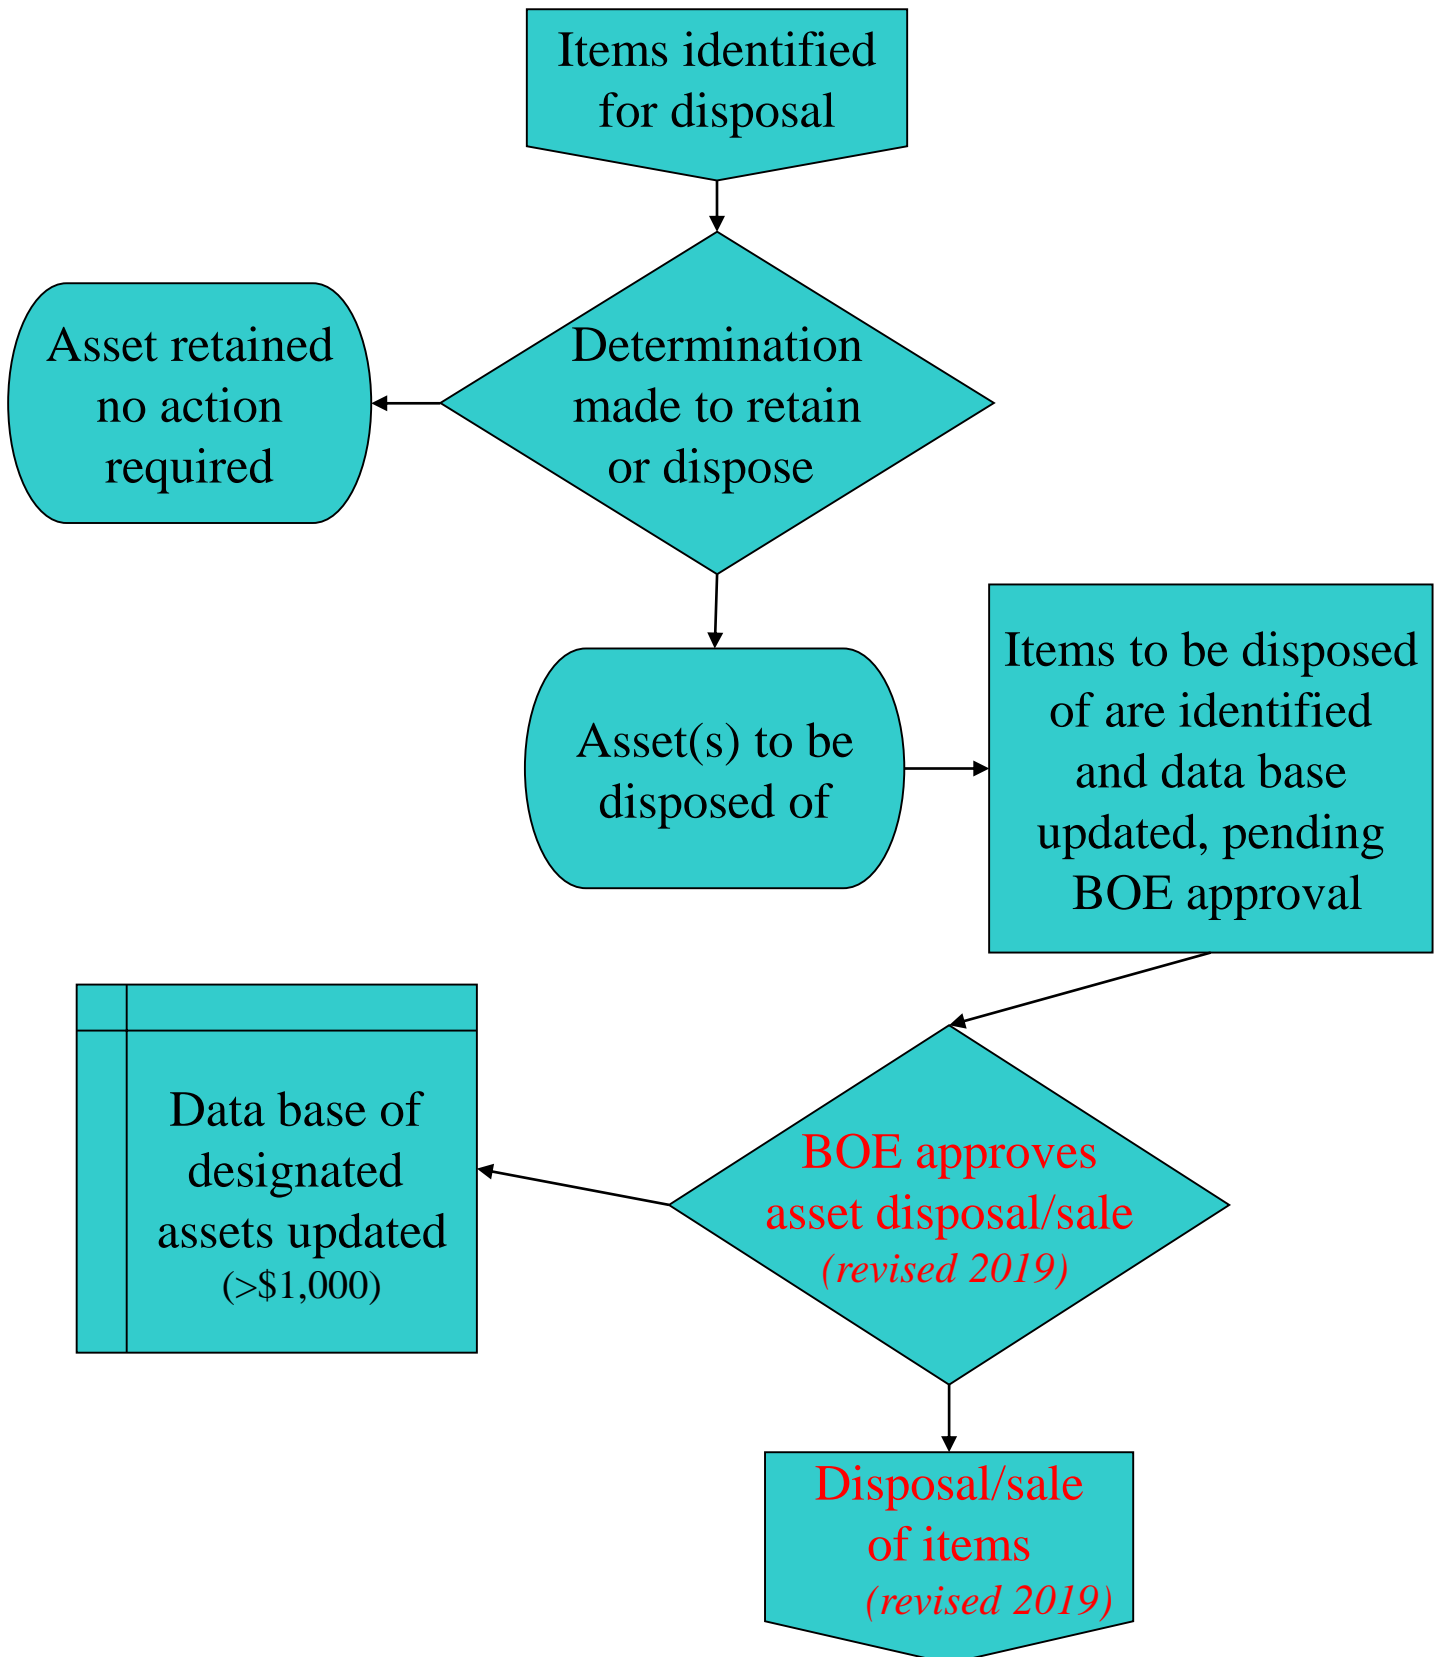 Items identified
for disposal
Asset retained
no action
required
Determination
made to retain
or dispose
Asset(s) to be
disposed of
Items to be disposed
of are identified
and data base
updated, pending
BOE approval
Data base of
designated
assets updated
(>$1,000)
BOE approves
asset disposal/sale
(revised 2019)
Disposal/sale
of items
(revised 2019)